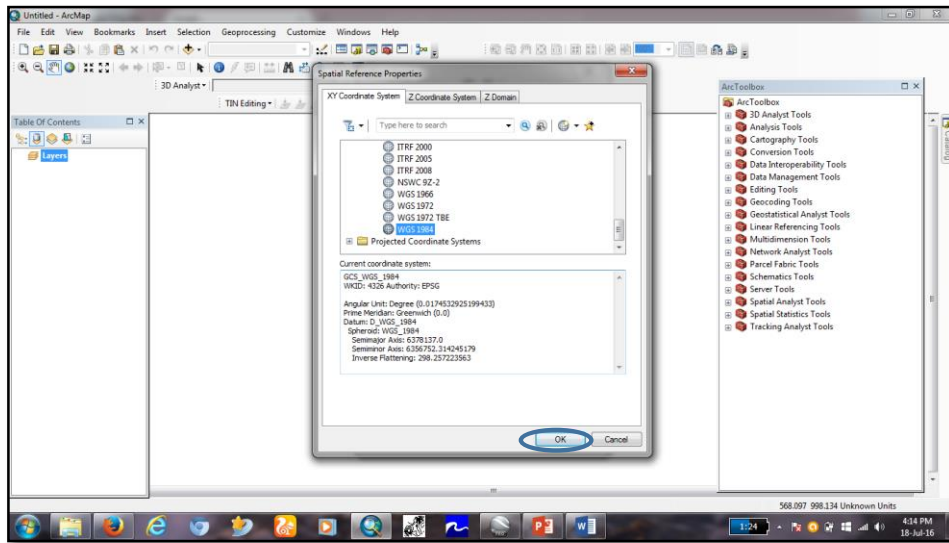 Untitled - ArcMap
File Edit View Bookmarks Insert Selection Geoprocessing Customize Windows Help
3D Analyst
TIN Editing
Table Of Contents
Layers
Spatial Reference Properties
XY Coordinate System Z Coordinate System Z Domain
Type here to search
ITRF 2000
ITRF 2005
ITRF 2008
NSWC 9Z-2
WGS 1966
WGS 1972
WGS 1972 TBE
WGS 1984
Projected Coordinate Systems
Current coordinate system:
GCS_WGS_1984
WKID: 4326 Authority: EPSG
Angular Unit: Degree (0.0174532925199433)
Prime Meridian: Greenwich (0.0)
Datum: D_WGS_1984
Spheroid: WGS_1984
Semimajor Axis: 6378137.0
Semiminor Axis: 6356752.314245179
Inverse Flattening: 298.257223563
OK Cancel
ArcToolbox
ArcToolbox
3D Analyst Tools
Analysis Tools
Cartography Tools
Conversion Tools
Data Interoperability Tools
Data Management Tools
Editing Tools
Geocoding Tools
Geostatistical Analyst Tools
Linear Referencing Tools
Multidimension Tools
Network Analyst Tools
Parcel Fabric Tools
Schematics Tools
Server Tools
Spatial Analyst Tools
Spatial Statistics Tools
Tracking Analyst Tools
Catalog
568.097 998.134 Unknown Units
1:24
4:14 PM
18-Jul-16